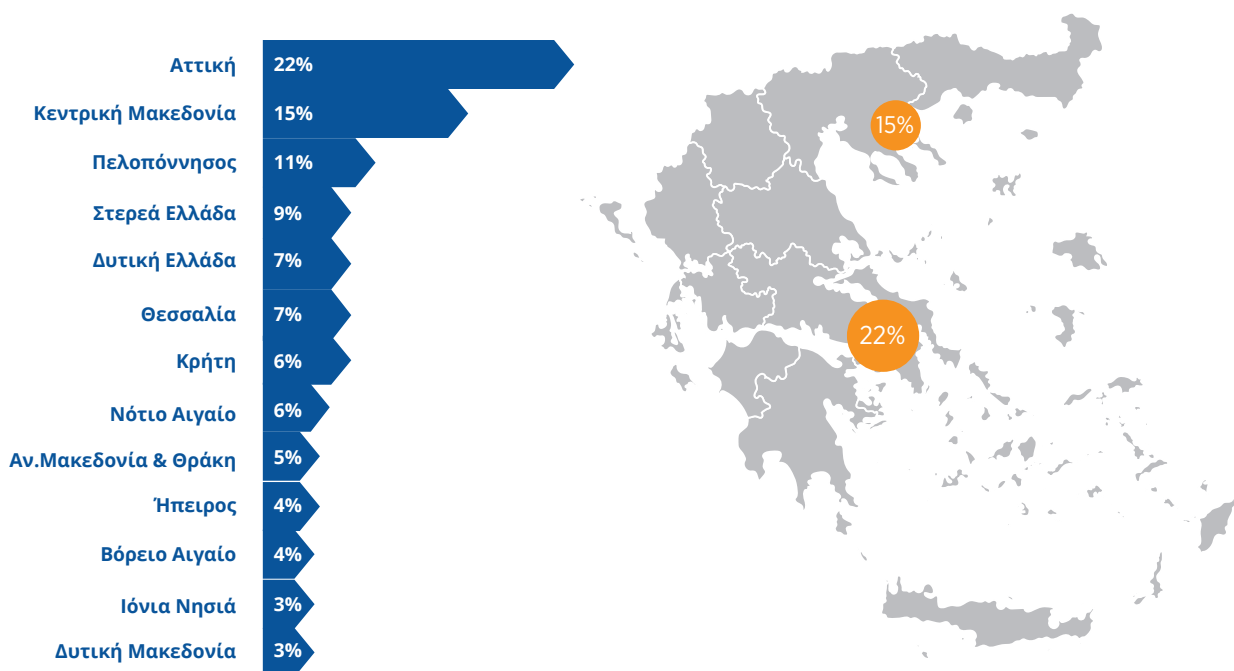 Αττική 22%
Κεντρική Μακεδονία 15%
Πελοπόννησος 11%
Στερεά Ελλάδα 9%
Δυτική Ελλάδα 7%
Θεσσαλία 7%
Κρήτη 6%
Νότιο Αιγαίο 6%
Αν.Μακεδονία & Θράκη 5%
Ήπειρος 4%
Βόρειο Αιγαίο 4%
Ιόνια Νησιά 3%
Δυτική Μακεδονία 3%
15%
22%